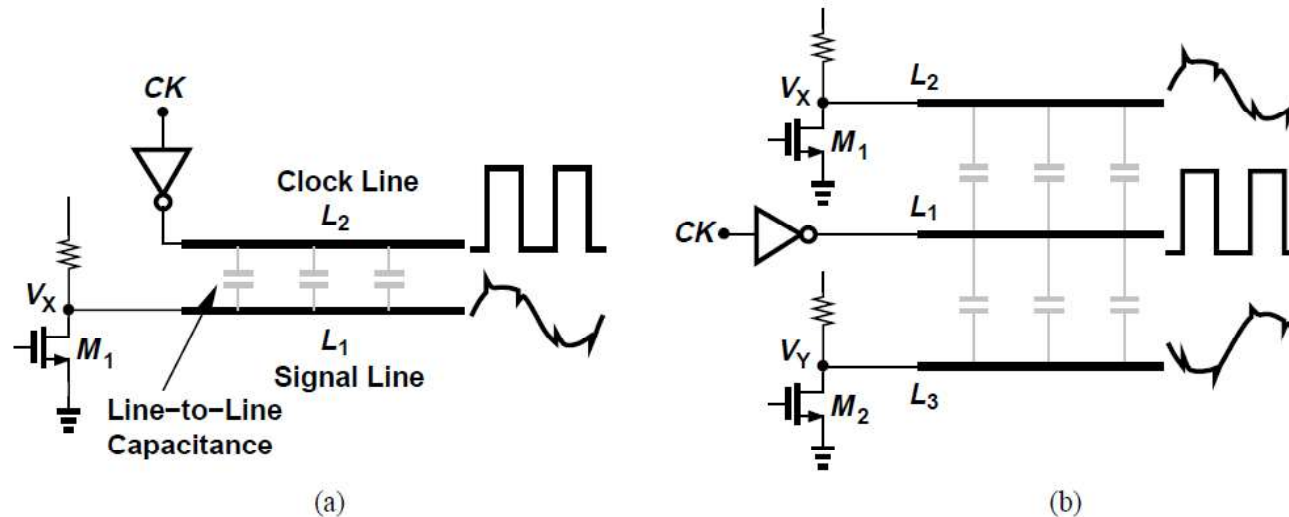 CK
Clock Line
L2
VX
M1
L1
Signal Line
Line-to-Line
Capacitance
(a)
VX
M1
L2
CK
L1
VY
M2
L3
(b)